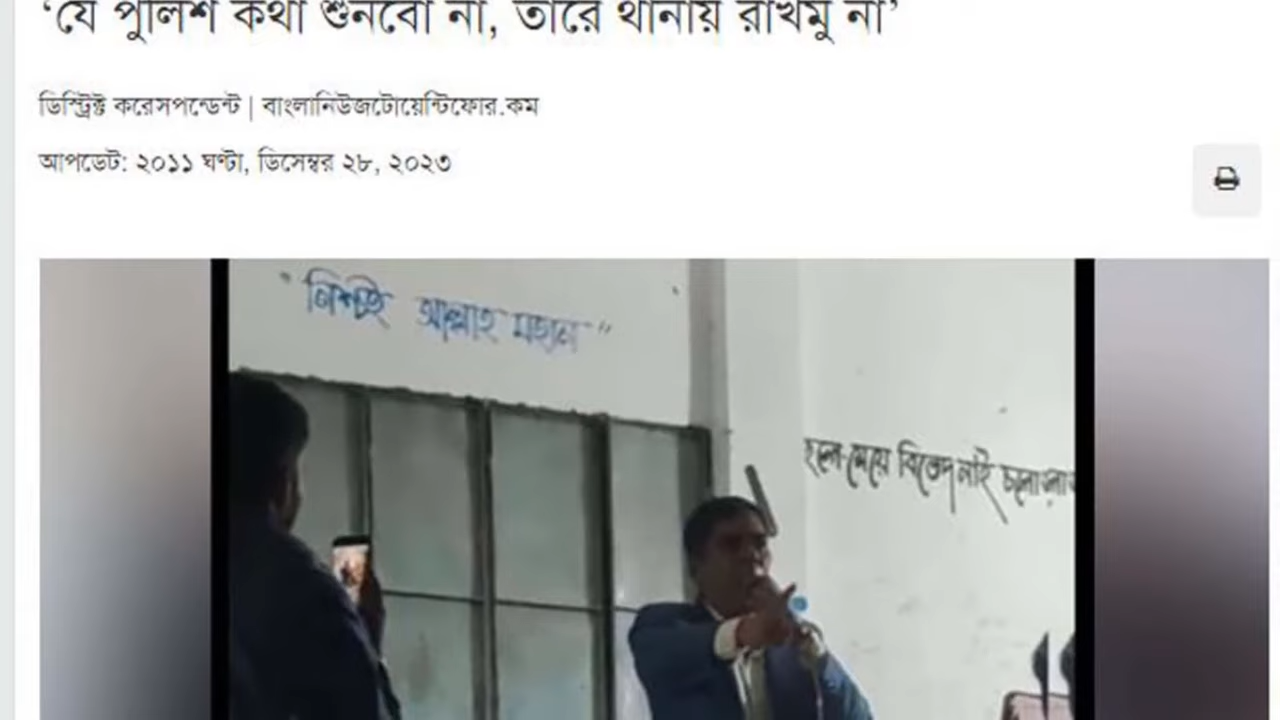 ‘যে পুলিশ কথা শুনবো না, তারে থানায় রাখমু না’
ডিস্ট্রিক্ট করেসপন্ডেন্ট | বাংলানিউজটোয়েন্টিফোর.কম
আপডেট: ২০১১ ঘণ্টা, ডিসেম্বর ২৮, ২০২৩
“নিশ্চই আল্লাহ মহান”
ছেলে-মেয়ে বিভেদ নাই